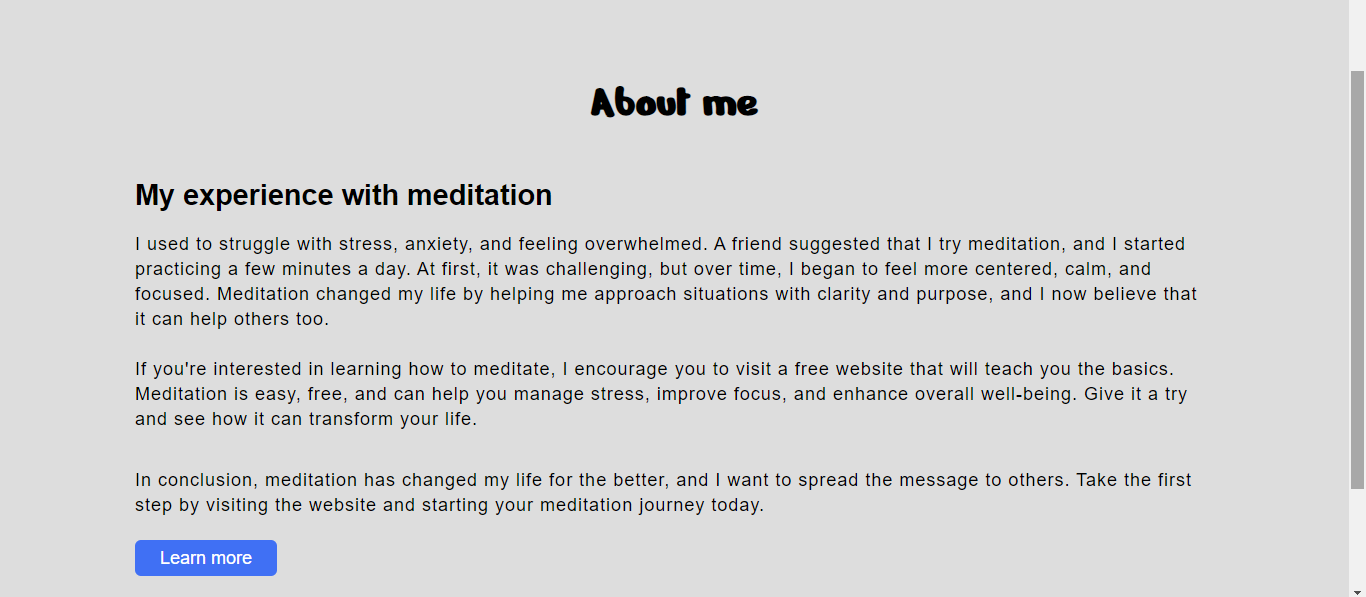 About me
My experience with meditation
I used to struggle with stress, anxiety, and feeling overwhelmed. A friend suggested that I try meditation, and I started
practicing a few minutes a day. At first, it was challenging, but over time, I began to feel more centered, calm, and
focused. Meditation changed my life by helping me approach situations with clarity and purpose, and I now believe that
it can help others too.
If you're interested in learning how to meditate, I encourage you to visit a free website that will teach you the basics.
Meditation is easy, free, and can help you manage stress, improve focus, and enhance overall well-being. Give it a try
and see how it can transform your life.
In conclusion, meditation has changed my life for the better, and I want to spread the message to others. Take the first
step by visiting the website and starting your meditation journey today.
Learn more